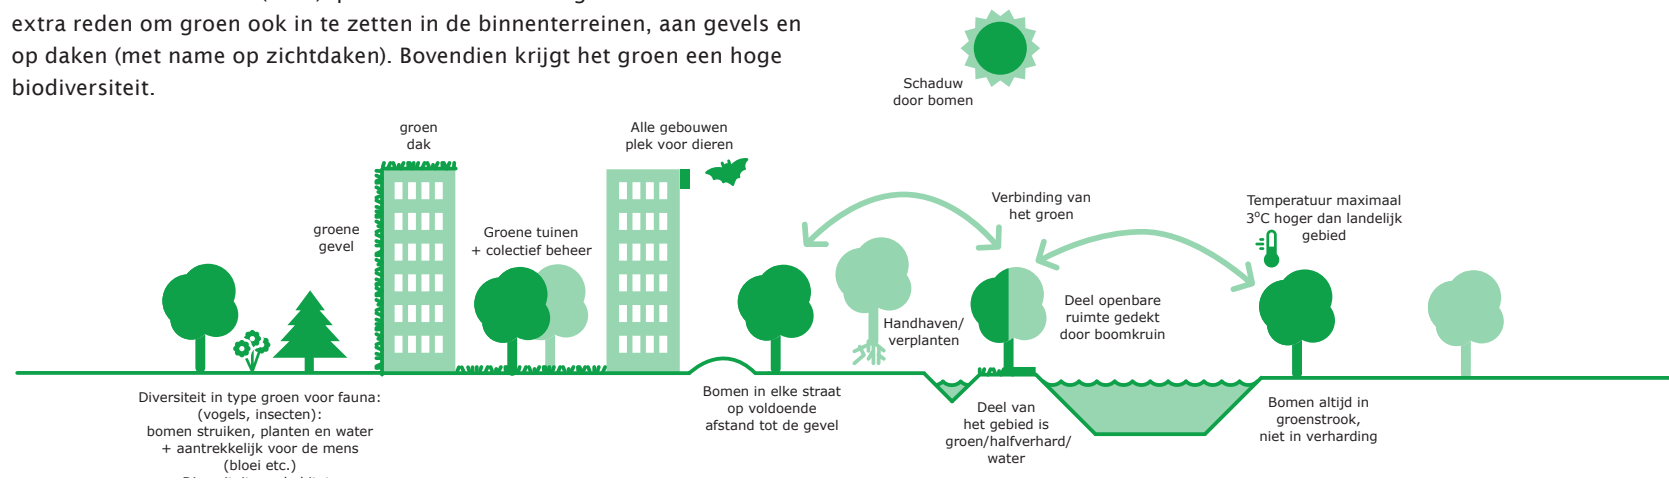 extra reden om groen ook in te zetten in de binnenterreinen, aan gevels en
op daken (met name op zichtdaken). Bovendien krijgt het groen een hoge
biodiversiteit.
Schaduw
door bomen
groen
dak
Alle gebouwen
plek voor dieren
groene
gevel
Groene tuinen
+ colectief beheer
Verbinding van
het groen
Temperatuur maximaal
3°C hoger dan landelijk
gebied
Handhaven/
verplanten
Deel openbare
ruimte gedekt
door boomkruin
Diversiteit in type groen voor fauna:
(vogels, insecten):
bomen struiken, planten en water
+ aantrekkelijk voor de mens
(bloei etc.)
Bomen in elke straat
op voldoende
afstand tot de gevel
Deel van
het gebied is
groen/halfverhard/
water
Bomen altijd in
groenstrook,
niet in verharding